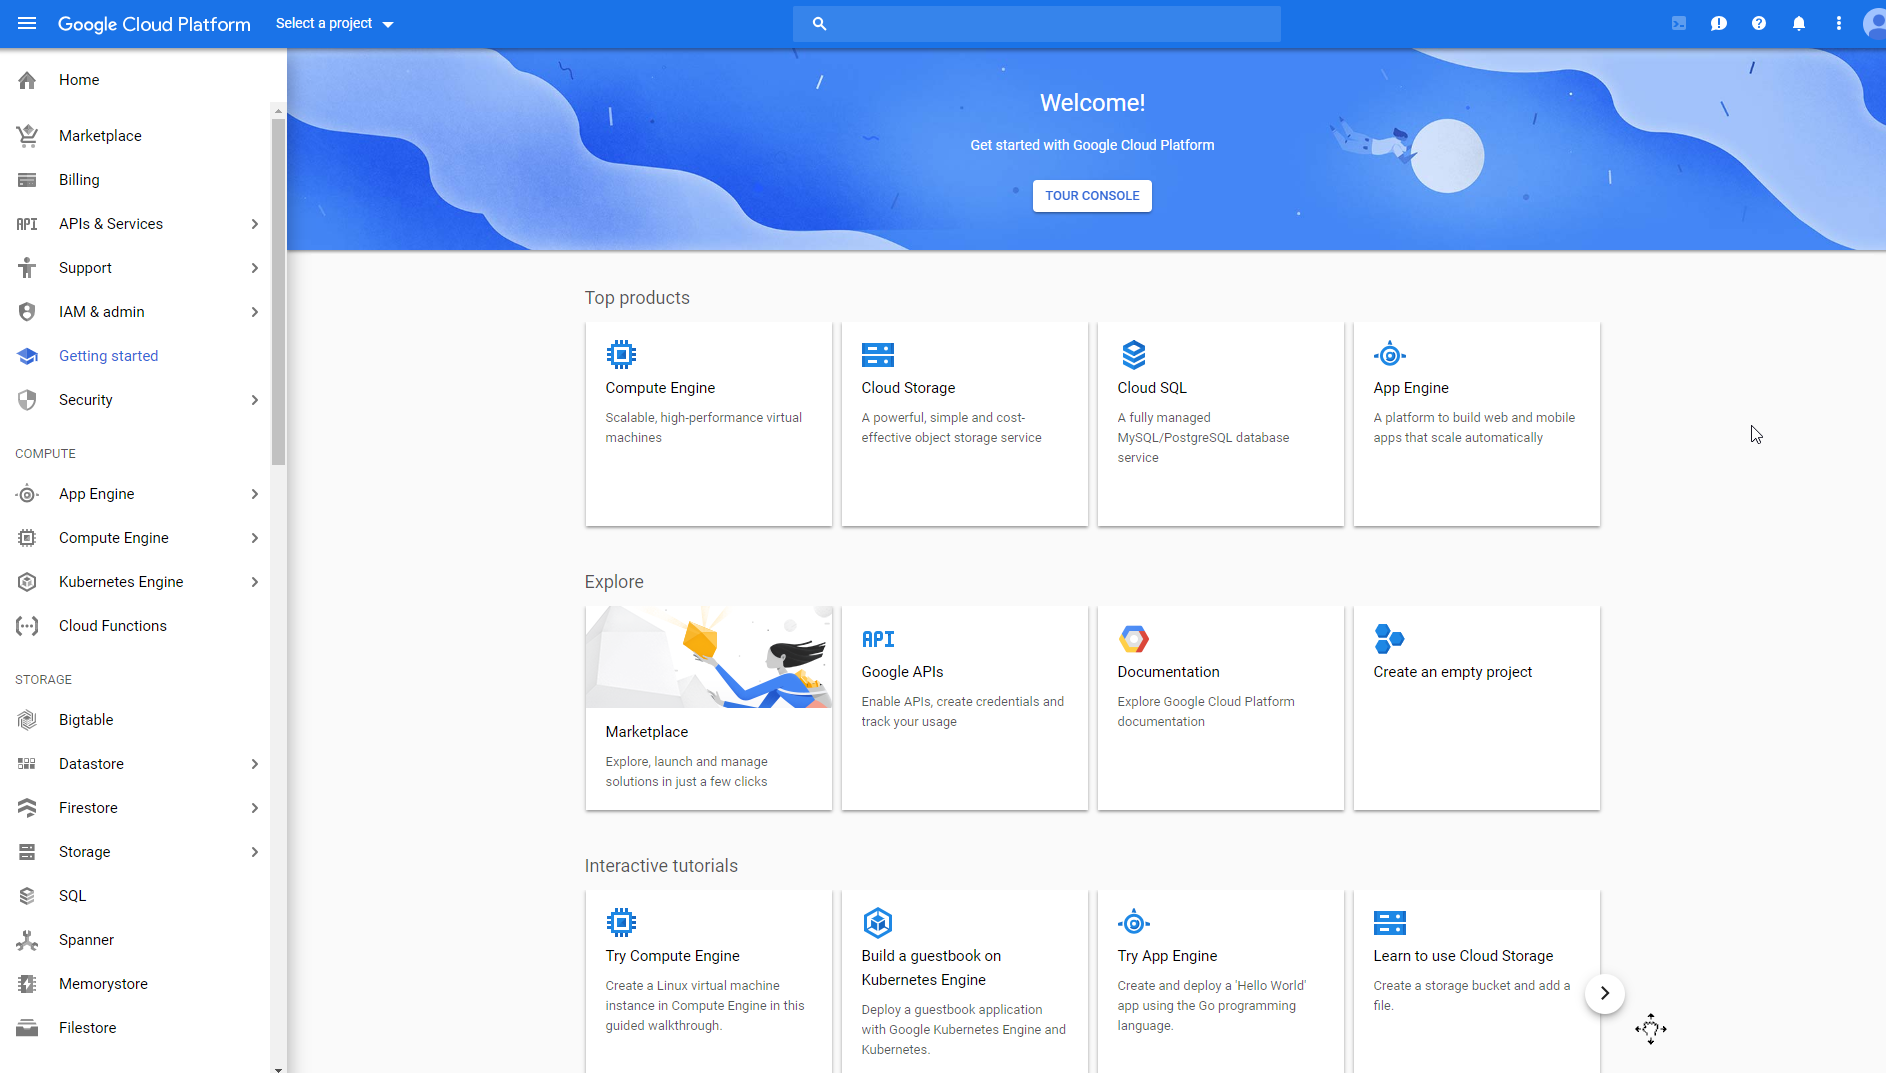 Google Cloud Platform
Select a project
Home
Marketplace
Billing
API
APIs & Services
Support
IAM & admin
Getting started
Security
COMPUTE
App Engine
Compute Engine
Kubernetes Engine
Cloud Functions
STORAGE
Bigtable
Datastore
Firestore
Storage
SQL
Spanner
Memorystore
Filestore
Welcome!
Get started with Google Cloud Platform
TOUR CONSOLE
Top products
Compute Engine
Scalable, high-performance virtual
machines
Cloud Storage
A powerful, simple and cost-
effective object storage service
Cloud SQL
A fully managed
MySQL/PostgreSQL database
service
App Engine
A platform to build web and mobile
apps that scale automatically
Explore
Marketplace
Explore, launch and manage
solutions in just a few clicks
API
Google APIs
Enable APIs, create credentials and
track your usage
Documentation
Explore Google Cloud Platform
documentation
Create an empty project
Interactive tutorials
Try Compute Engine
Create a Linux virtual machine
instance in Compute Engine in this
guided walkthrough.
Build a guestbook on
Kubernetes Engine
Deploy a guestbook application
with Google Kubernetes Engine and
Kubernetes.
Try App Engine
Create and deploy a 'Hello World'
app using the Go programming
language.
Learn to use Cloud Storage
Create a storage bucket and add a
file.